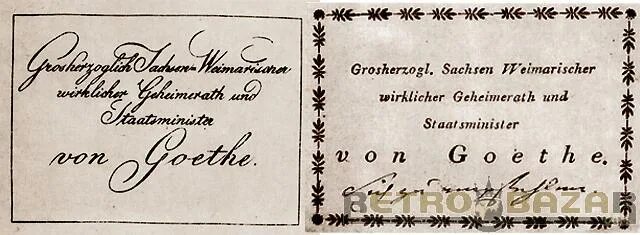 Grosherzoglich Sachsen-Weimarischer
wirklicher Geheimerath und
Staatsminister
von Goethe.
Grosherzogl. Sachsen Weimarischer
wirklicher Geheimerath und
Staatsminister
von Goethe.
RETRO BAZAR